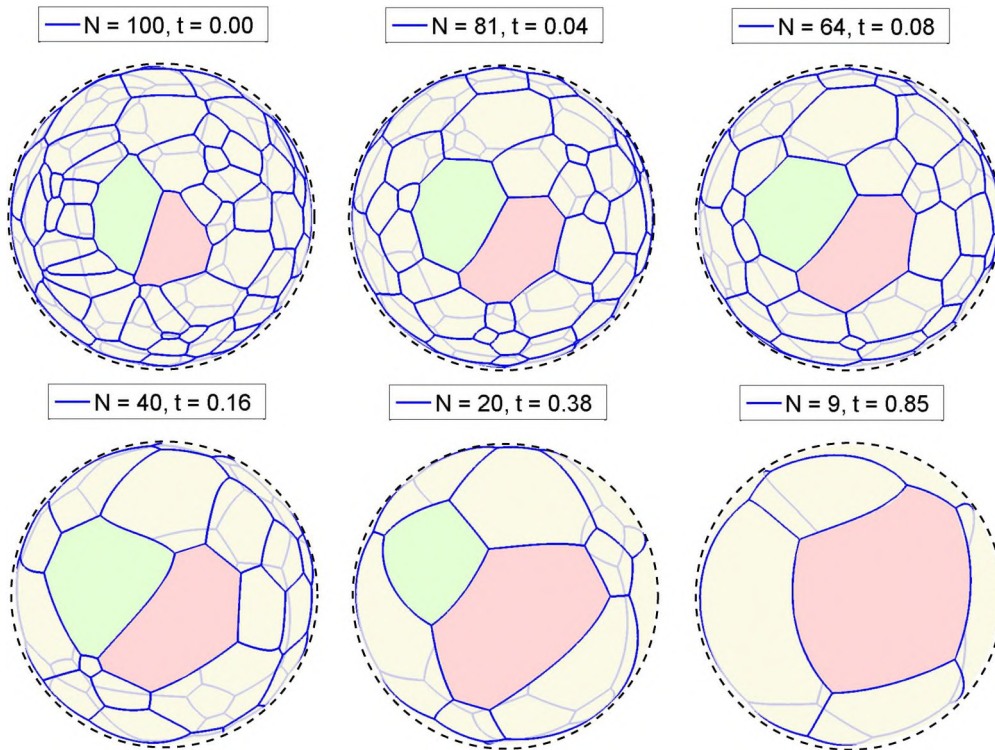 N = 100, t = 0.00
N = 81, t = 0.04
N = 64, t = 0.08
N = 40, t = 0.16
N = 20, t = 0.38
N = 9, t = 0.85